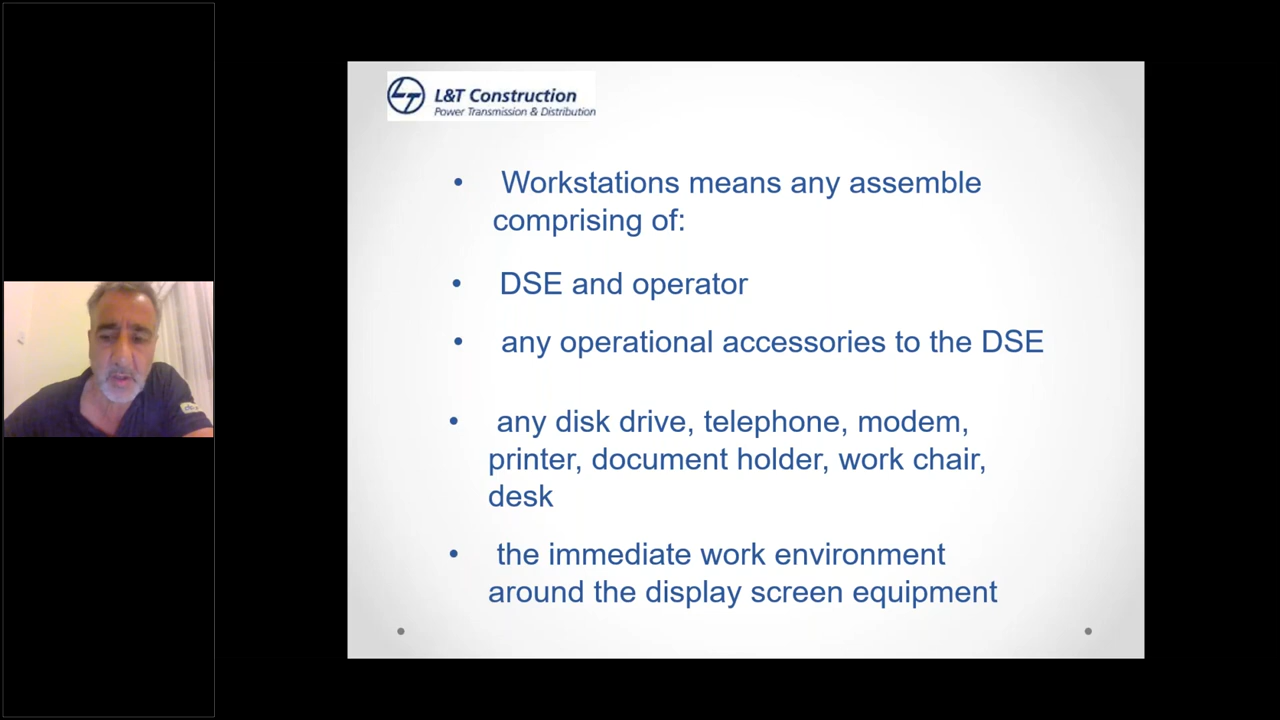 L&T Construction
Power Transmission & Distribution
• Workstations means any assemble
comprising of:
• DSE and operator
• any operational accessories to the DSE
• any disk drive, telephone, modem,
printer, document holder, work chair,
desk
• the immediate work environment
around the display screen equipment